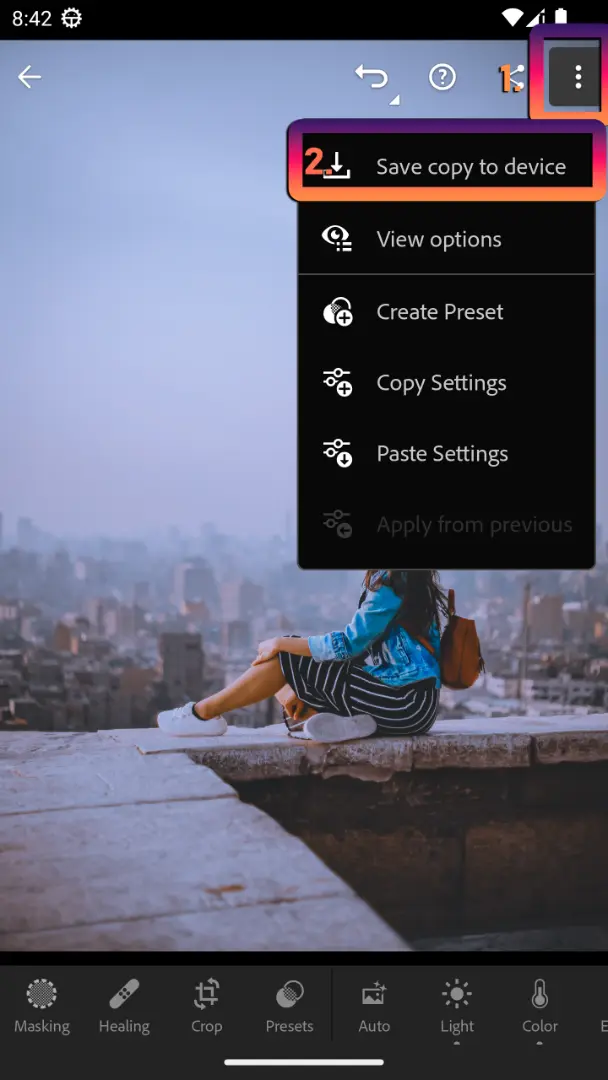 8:42
1.
2.
Save copy to device
View options
Create Preset
Copy Settings
Paste Settings
Apply from previous
Masking
Healing
Crop
Presets
Auto
Light
Color
E